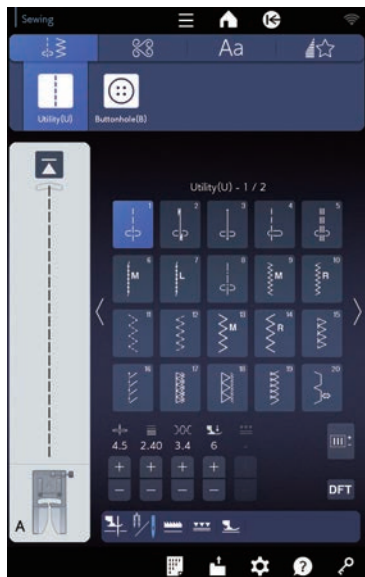 Sewing
Aa
Utility(U)
Buttonhole(B)
Utility(U) - 1 / 2
1 2 3 4 5
6 M 7 L 8 9 M 10 R
11 12 13 M 14 R 15
16 17 18 19 20
4.5 2.40 3.4 6 -
+ + + +
- - - -
DFT
A
?